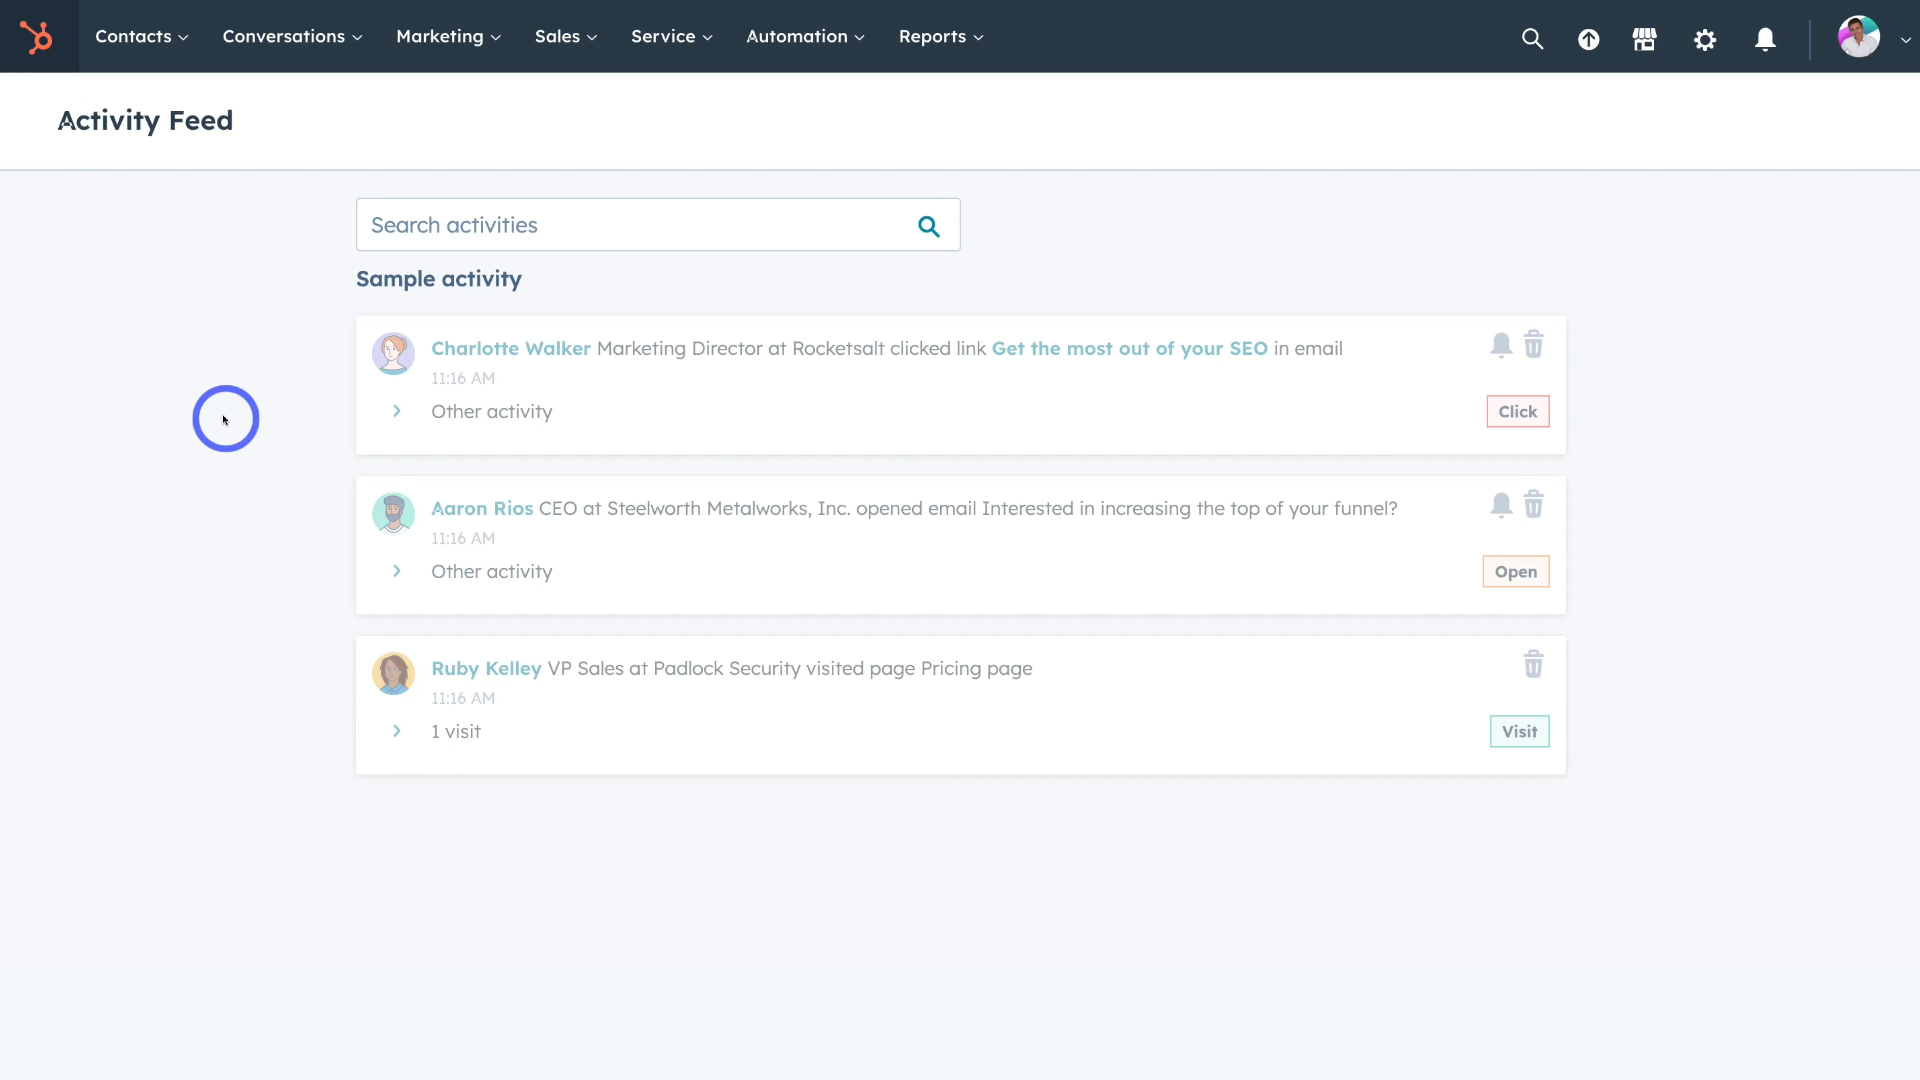 Contacts Conversations Marketing Sales Service Automation Reports
Activity Feed
Search activities
Sample activity
Charlotte Walker Marketing Director at Rocketsalt clicked link Get the most out of your SEO in email
11:16 AM
Other activity
Click
Aaron Rios CEO at Steelworth Metalworks, Inc. opened email Interested in increasing the top of your funnel?
11:16 AM
Other activity
Open
Ruby Kelley VP Sales at Padlock Security visited page Pricing page
11:16 AM
1 visit
Visit